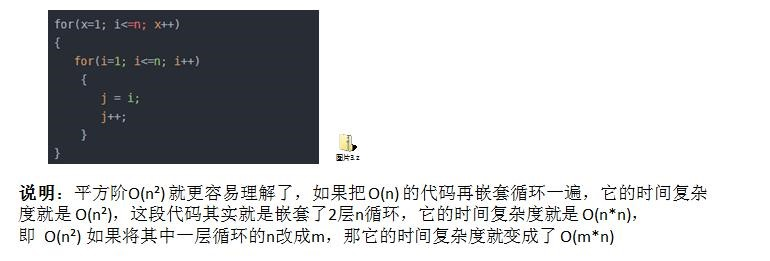 for(x=1; i<=n; x++)
{
for(i=1; i<=n; i++)
{
j = i;
j++;
}
}
图片3.z
说明：平方阶O(n²) 就更容易理解了，如果把 O(n) 的代码再嵌套循环一遍，它的时间复杂
度就是 O(n²)，这段代码其实就是嵌套了2层n循环，它的时间复杂度就是 O(n*n)，
即 O(n²) 如果将其中一层循环的n改成m，那它的时间复杂度就变成了 O(m*n)